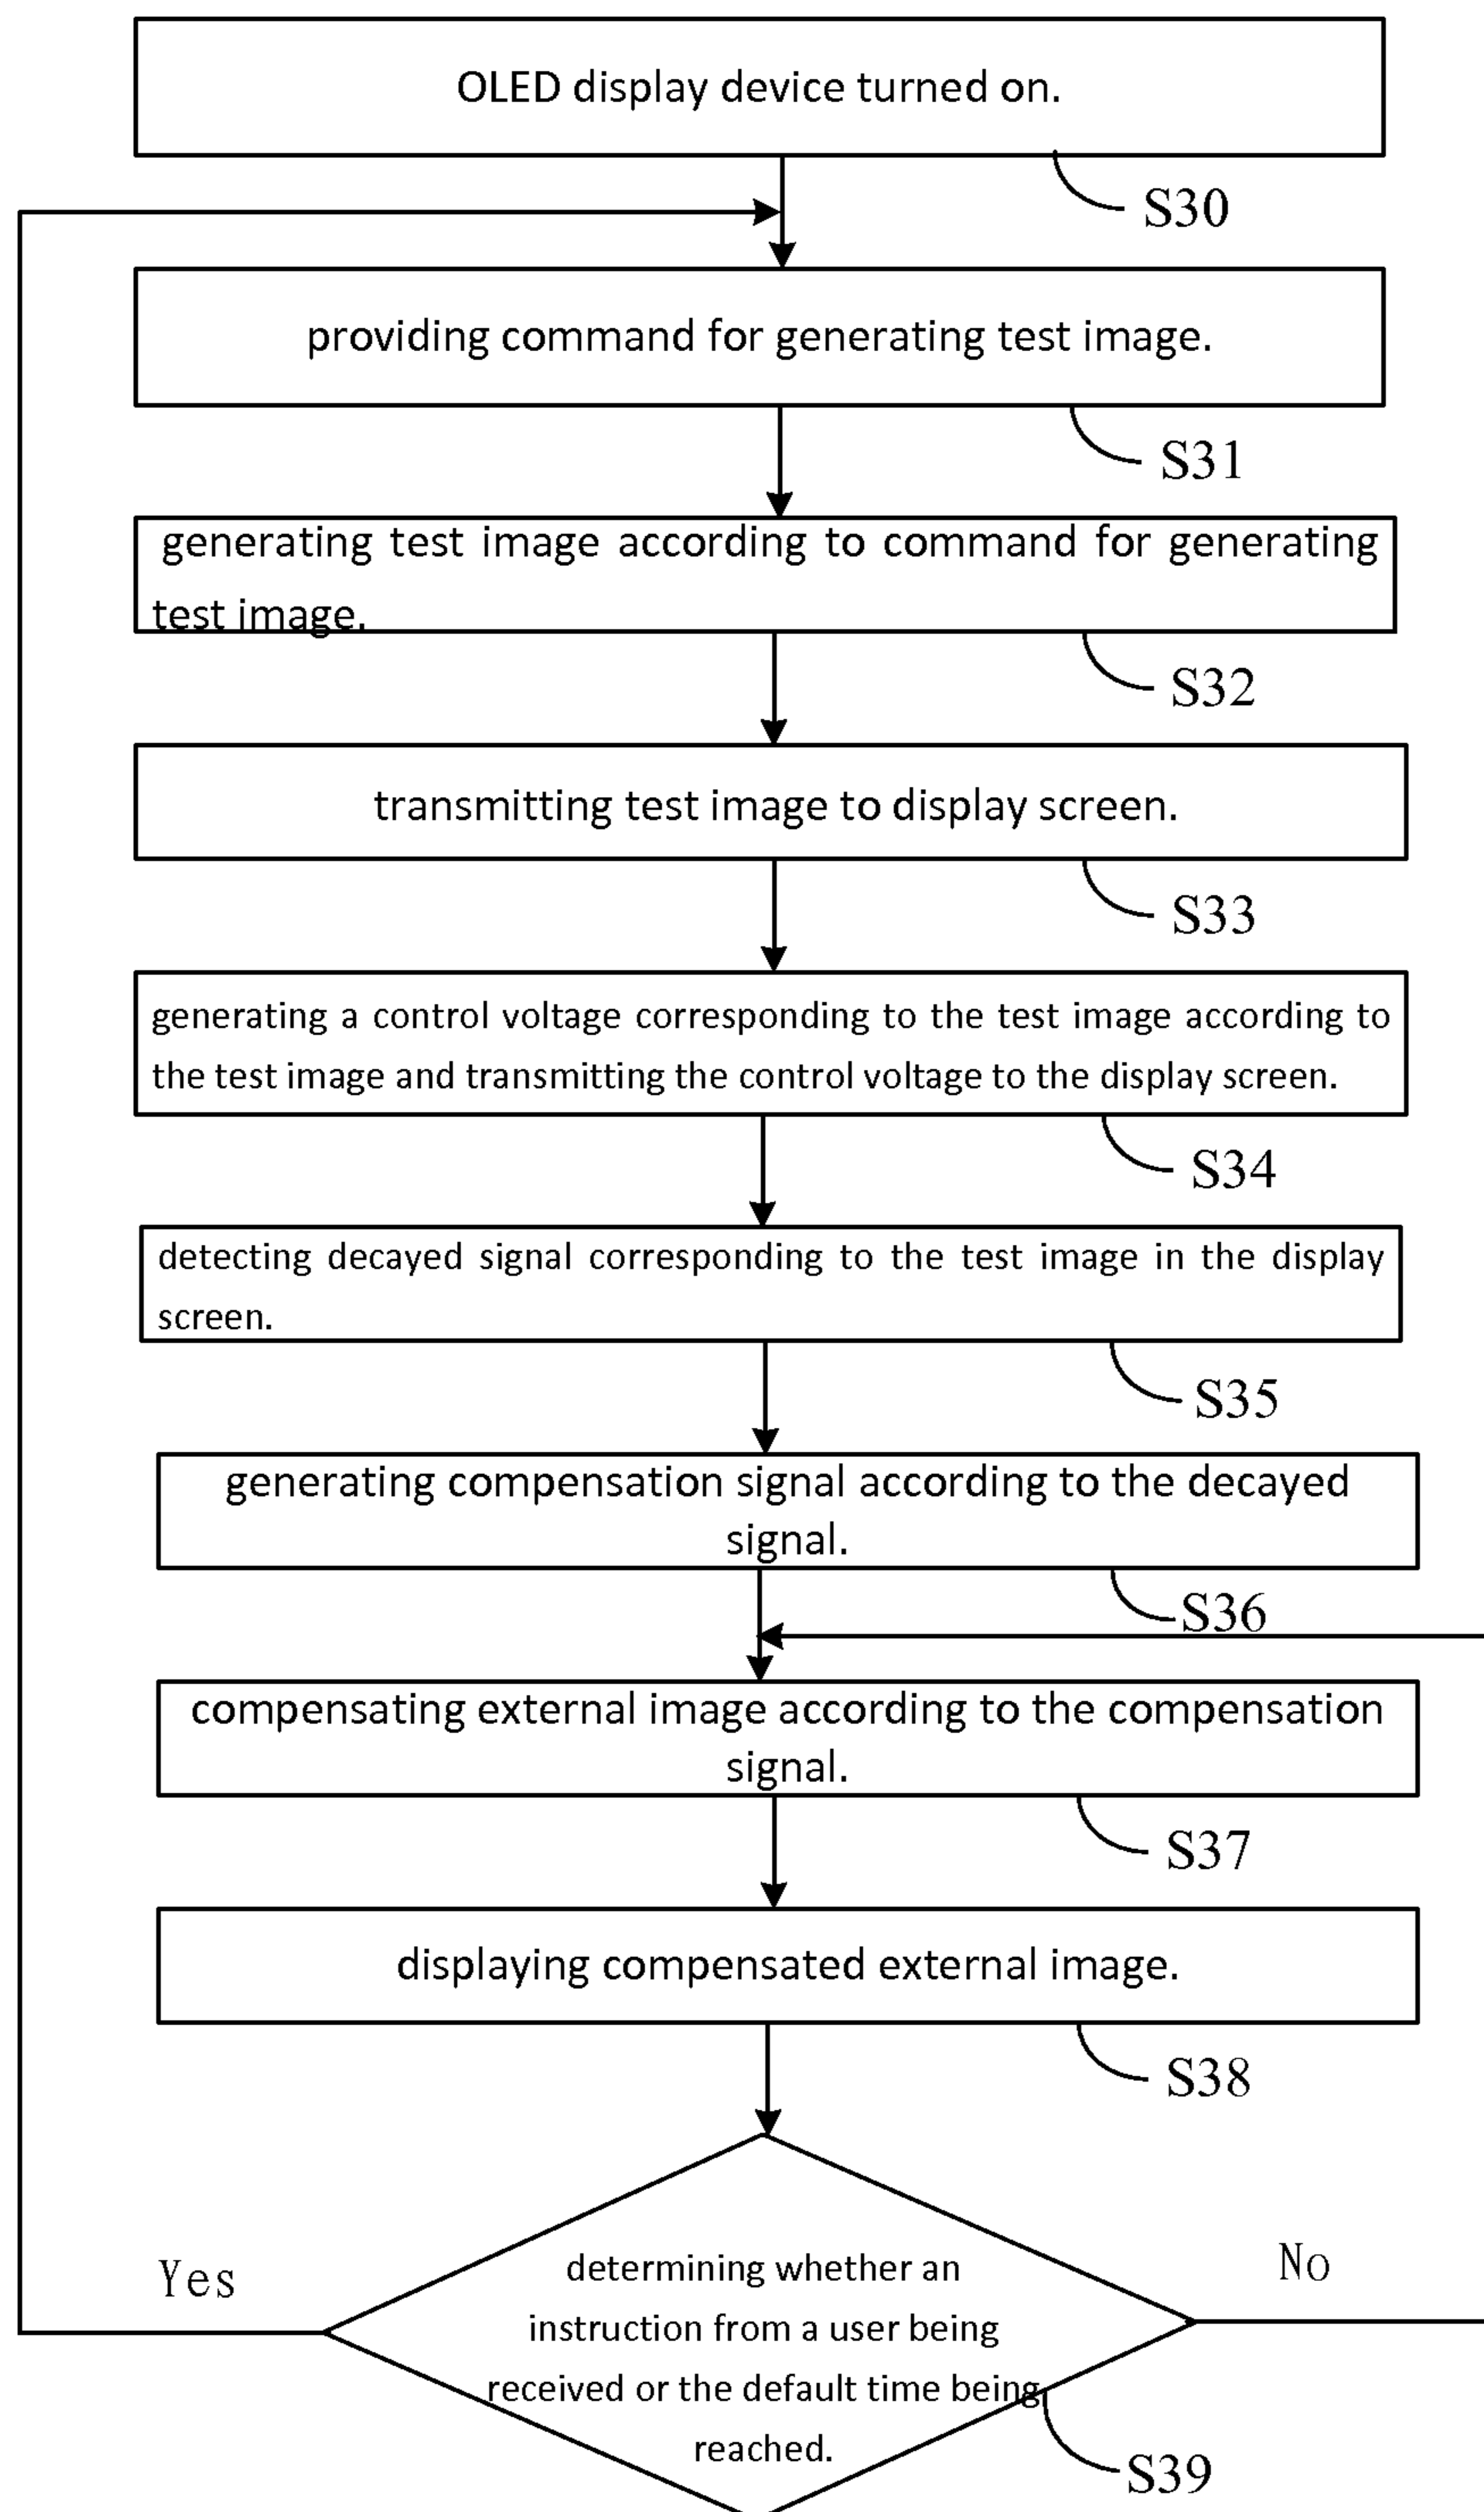 OLED display device turned on.
S30
providing command for generating test image.
S31
generating test image according to command for generating
test image.
S32
transmitting test image to display screen.
S33
generating a control voltage corresponding to the test image according to
the test image and transmitting the control voltage to the display screen.
S34
detecting decayed signal corresponding to the test image in the display
screen.
S35
generating compensation signal according to the decayed
signal.
S36
compensating external image according to the compensation
signal.
S37
displaying compensated external image.
S38
Yes
No
determining whether an
instruction from a user being
received or the default time being
reached.
S39